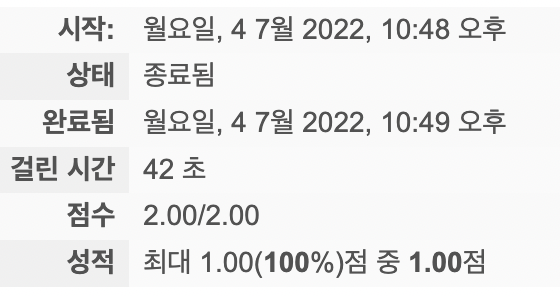 시작: 월요일, 4 7월 2022, 10:48 오후
상태 종료됨
완료됨 월요일, 4 7월 2022, 10:49 오후
걸린 시간 42 초
점수 2.00/2.00
성적 최대 1.00(100%)점 중 1.00점